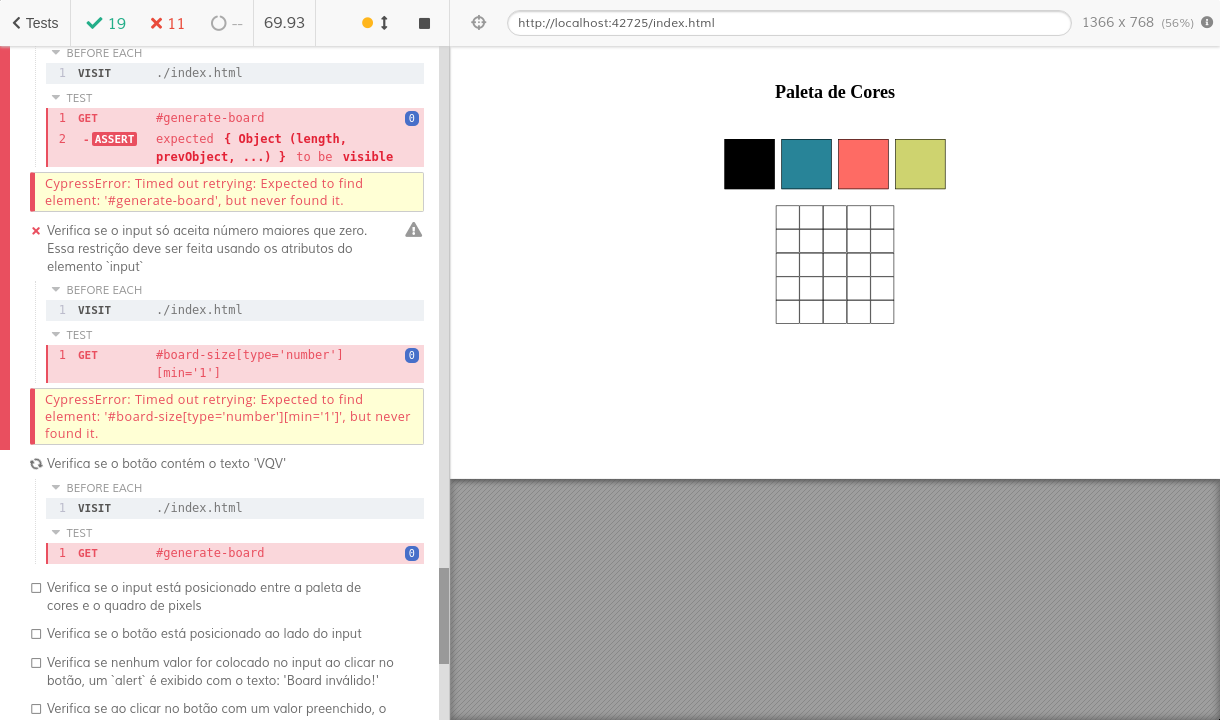 Tests 19 11 -- 69.93 http://localhost:42725/index.html 1366 x 768 (56%)
BEFORE EACH
1 VISIT ./index.html
TEST
1 GET #generate-board 0
2 -ASSERT expected { Object (length,
prevObject, ...) } to be visible
CypressError: Timed out retrying: Expected to find
element: '#generate-board', but never found it.
Verifica se o input só aceita número maiores que zero.
Essa restrição deve ser feita usando os atributos do
elemento `input`
BEFORE EACH
1 VISIT ./index.html
TEST
1 GET #board-size[type='number'] 0
[min='1']
CypressError: Timed out retrying: Expected to find
element: '#board-size[type='number'][min='1']', but never
found it.
Verifica se o botão contém o texto 'VQV'
BEFORE EACH
1 VISIT ./index.html
TEST
1 GET #generate-board 0
Verifica se o input está posicionado entre a paleta de
cores e o quadro de pixels
Verifica se o botão está posicionado ao lado do input
Verifica se nenhum valor for colocado no input ao clicar no
botão, um `alert` é exibido com o texto: 'Board inválido!'
Verifica se ao clicar no botão com um valor preenchido, o
Paleta de Cores